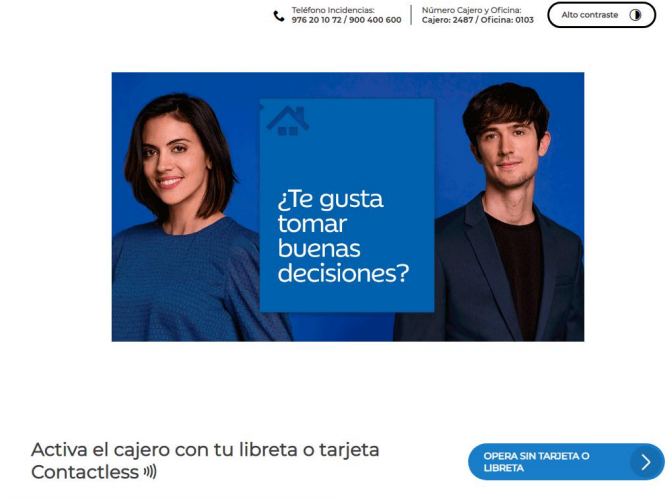 Teléfono Incidencias:
976 20 10 72 / 900 400 600
Número Cajero y Oficina:
Cajero: 2487 / Oficina: 0103
Alto contraste
¿Te gusta
tomar
buenas
decisiones?
Activa el cajero con tu libreta o tarjeta
Contactless
OPERA SIN TARJETA O
LIBRETA